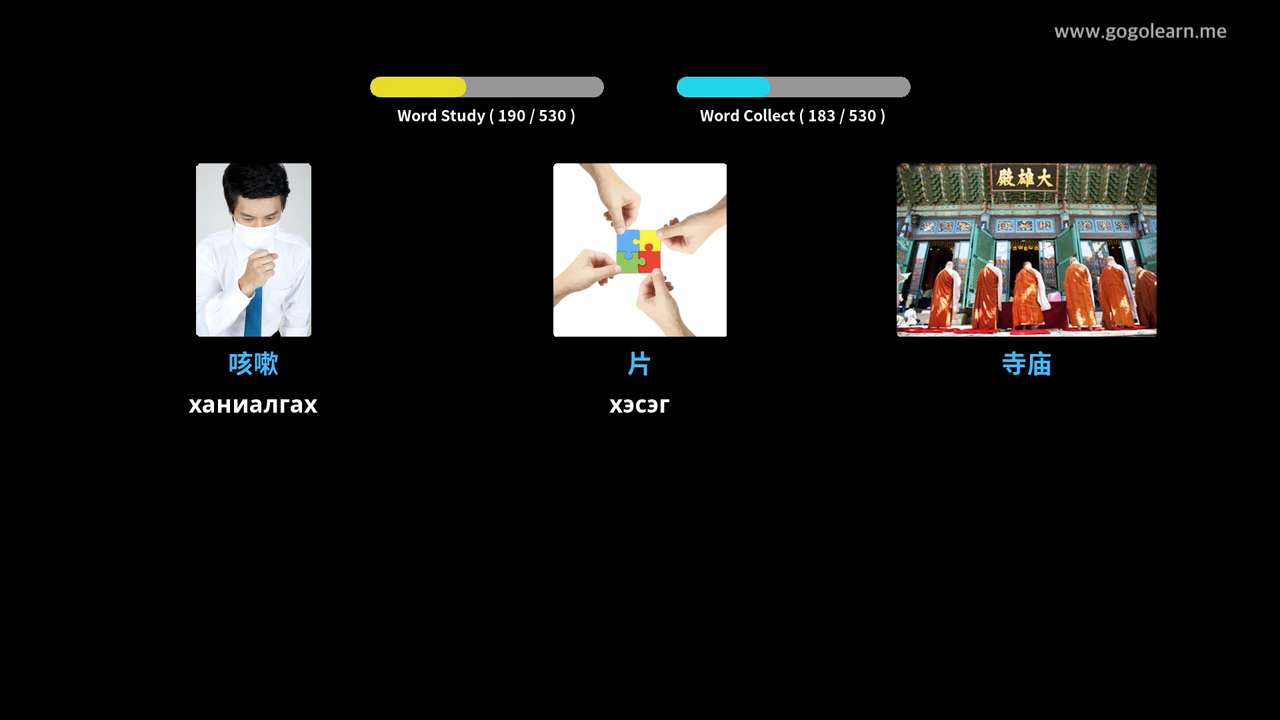 www.gogolearn.me
Word Study ( 190 / 530 )
Word Collect ( 183 / 530 )
殿雄大
咳嗽
片
寺庙
ханиалгах
хэсэг